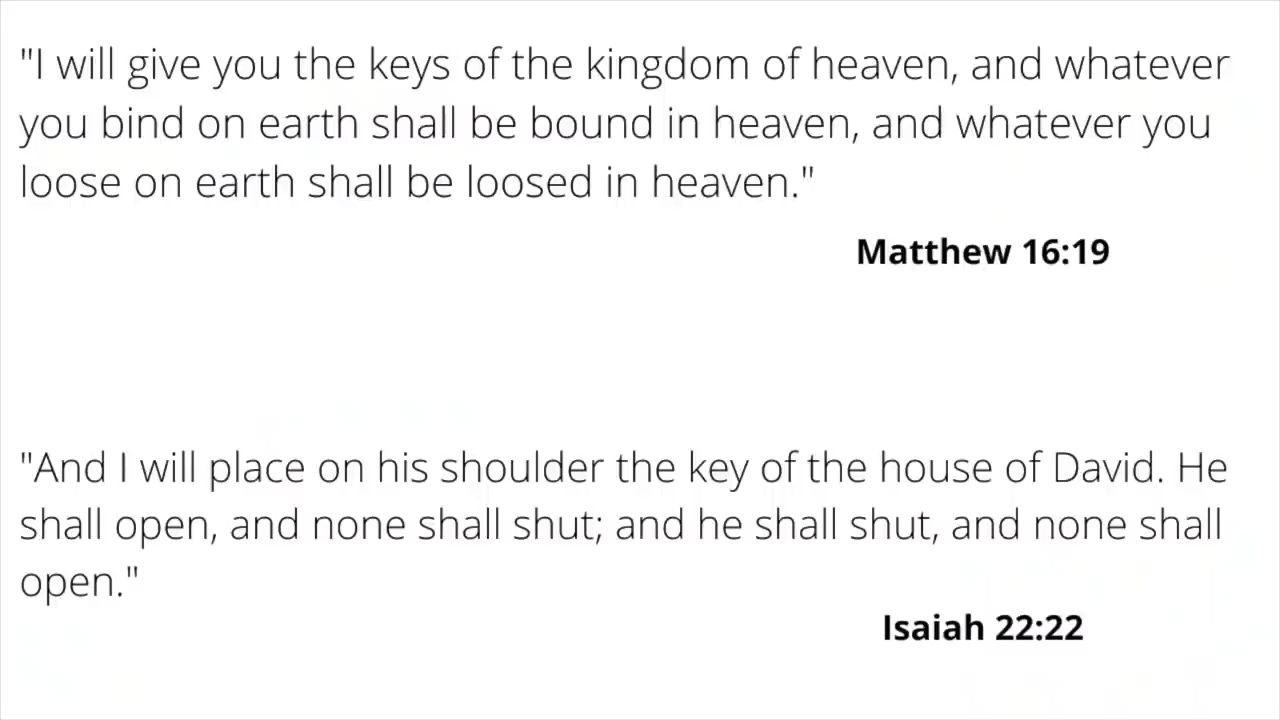 "I will give you the keys of the kingdom of heaven, and whatever
you bind on earth shall be bound in heaven, and whatever you
loose on earth shall be loosed in heaven."
Matthew 16:19
"And I will place on his shoulder the key of the house of David. He
shall open, and none shall shut; and he shall shut, and none shall
open."
Isaiah 22:22